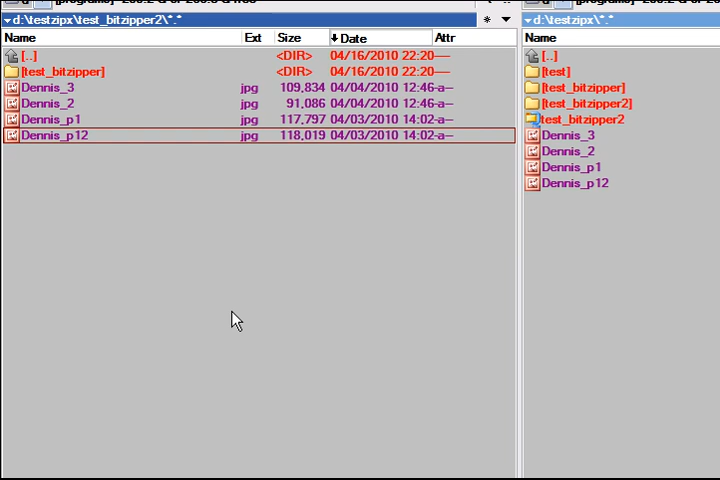 d:\testzipx\test_bitzipper2\*.*
Name Ext Size Date Attr
[..] <DIR> 04/16/2010 22:20----
[test_bitzipper] <DIR> 04/16/2010 22:20----
Dennis_3 jpg 109,834 04/04/2010 12:46-a--
Dennis_2 jpg 91,086 04/04/2010 12:46-a--
Dennis_p1 jpg 117,797 04/03/2010 14:02-a--
Dennis_p12 jpg 118,019 04/03/2010 14:02-a--
d:\testzipx\*.*
Name
[..]
[test]
[test_bitzipper]
[test_bitzipper2]
test_bitzipper2
Dennis_3
Dennis_2
Dennis_p1
Dennis_p12